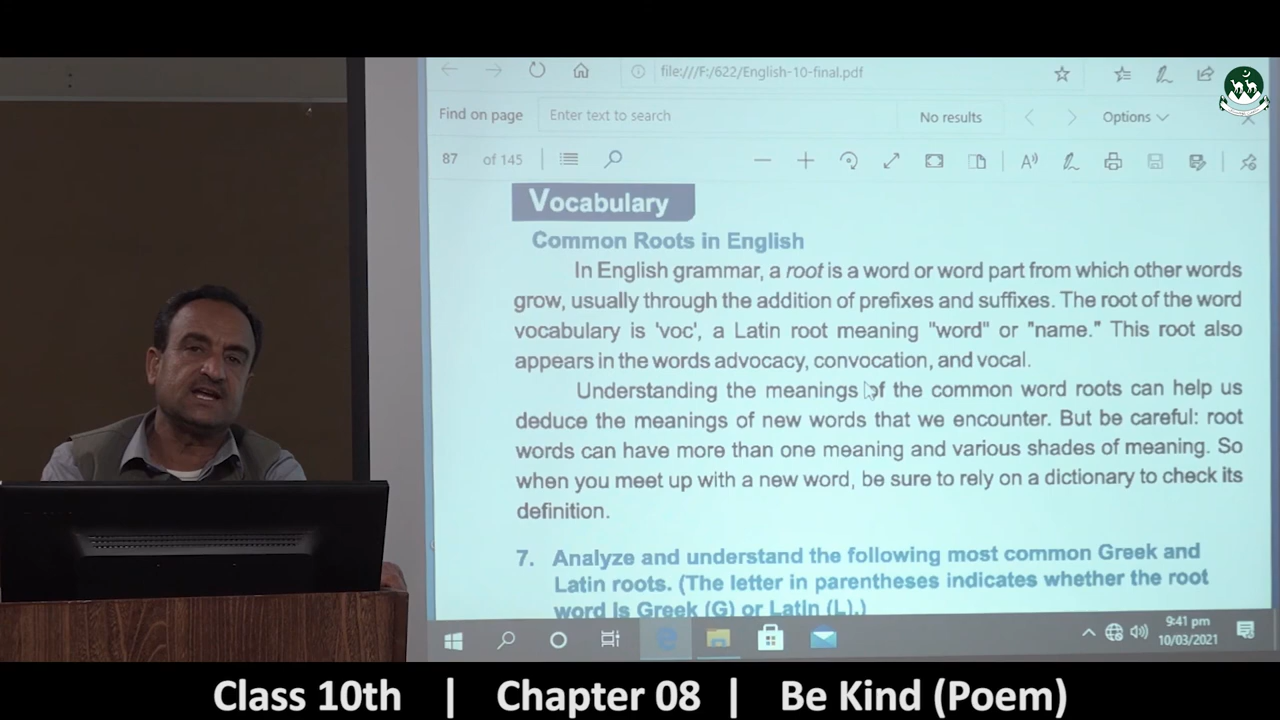 file:///F:/622/English-10-final.pdf
Find on page Enter text to search No results Options
87 of 145
Vocabulary
Common Roots in English
In English grammar, a root is a word or word part from which other words
grow, usually through the addition of prefixes and suffixes. The root of the word
vocabulary is 'voc', a Latin root meaning "word" or "name." This root also
appears in the words advocacy, convocation, and vocal.
Understanding the meanings of the common word roots can help us
deduce the meanings of new words that we encounter. But be careful: root
words can have more than one meaning and various shades of meaning. So
when you meet up with a new word, be sure to rely on a dictionary to check its
definition.
7. Analyze and understand the following most common Greek and
Latin roots. (The letter in parentheses indicates whether the root
word is Greek (G) or Latin (L).)
9:41 pm
10/03/2021
Class 10th | Chapter 08 | Be Kind (Poem)